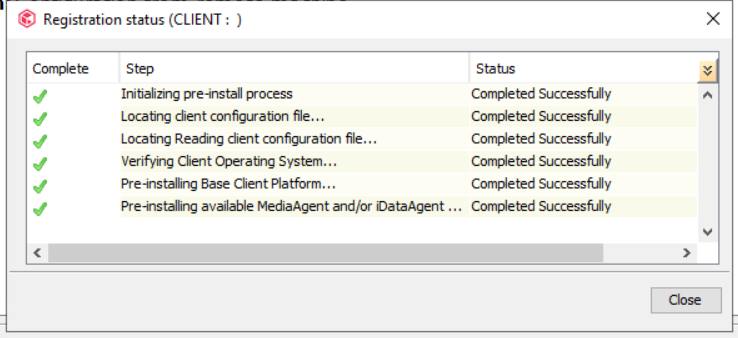 Registration status (CLIENT : )
Complete Step Status
Initializing pre-install process Completed Successfully
Locating client configuration file... Completed Successfully
Locating Reading client configuration file... Completed Successfully
Verifying Client Operating System... Completed Successfully
Pre-installing Base Client Platform... Completed Successfully
Pre-installing available MediaAgent and/or iDataAgent ... Completed Successfully
Close